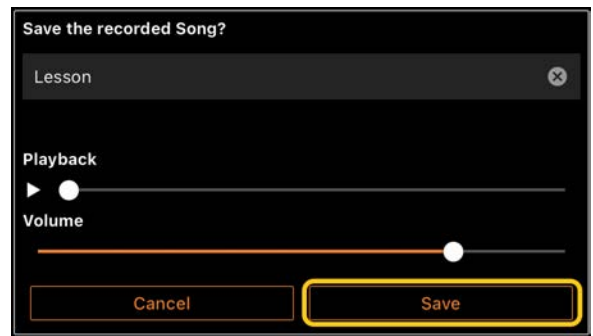 Save the recorded Song?
Lesson
Playback
Volume
Cancel Save